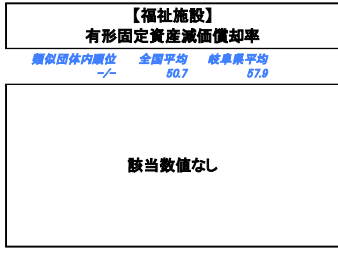 【福祉施設】
有形固定資産減価償却率
類似団体内順位 全国平均 岐阜県平均
-/- 50.7 57.9
該当数値なし